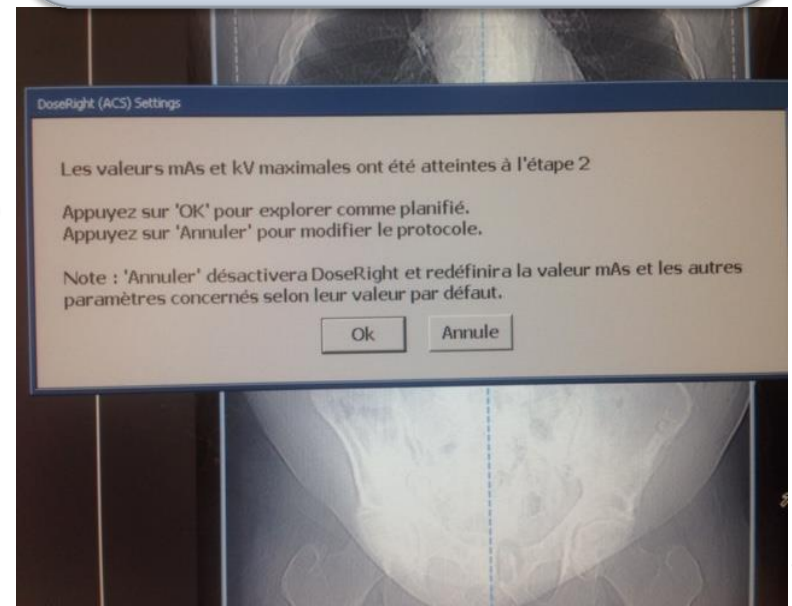 DoseRight (ACS) Settings
Les valeurs mAs et kV maximales ont été atteintes à l'étape 2
Appuyez sur 'OK' pour explorer comme planifié.
Appuyez sur 'Annuler' pour modifier le protocole.
Note : 'Annuler' désactivera DoseRight et redéfinira la valeur mAs et les autres
paramètres concernés selon leur valeur par défaut.
Ok
Annule